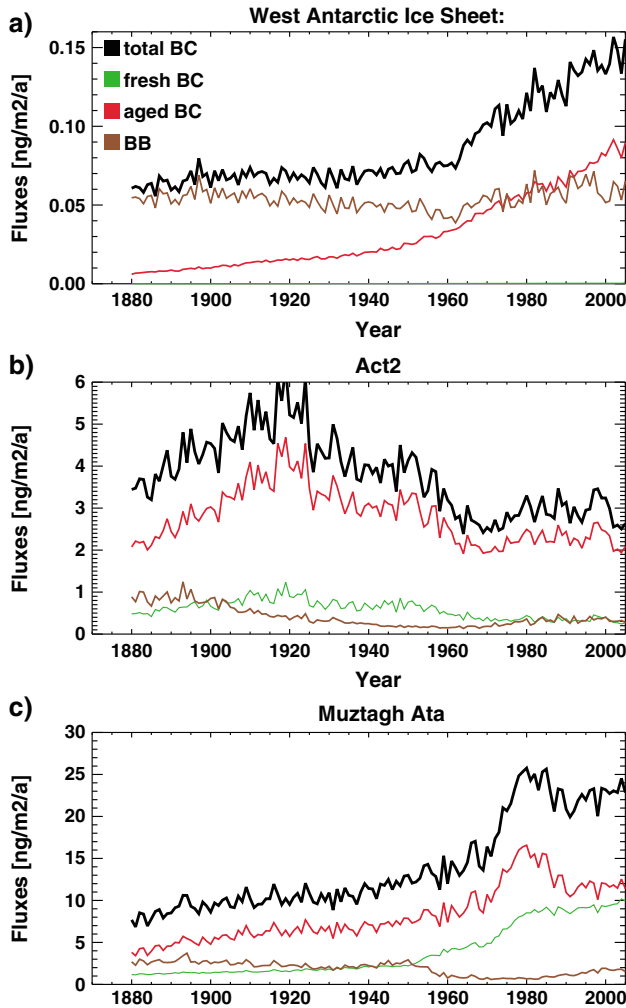 a) West Antarctic Ice Sheet:
total BC
fresh BC
aged BC
BB
Fluxes [ng/m2/a]
0.15
0.10
0.05
0.00
1880 1900 1920 1940 1960 1980 2000
Year
b) Act2
Fluxes [ng/m2/a]
6
5
4
3
2
1
0
1880 1900 1920 1940 1960 1980 2000
Year
c) Muztagh Ata
Fluxes [ng/m2/a]
30
25
20
15
10
5
0
1880 1900 1920 1940 1960 1980 2000
Year